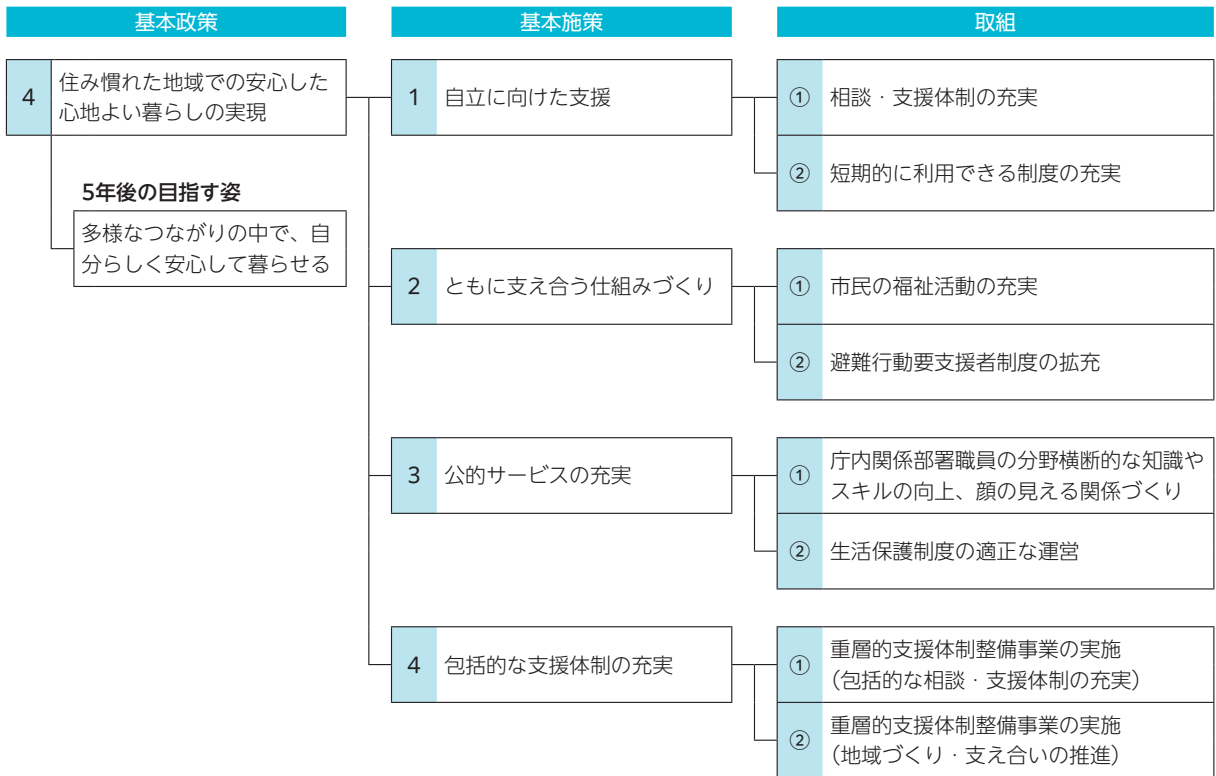 基本政策
基本施策
取組
4
住み慣れた地域での安心した
心地よい暮らしの実現
5年後の目指す姿
多様なつながりの中で、自
分らしく安心して暮らせる
1
自立に向けた支援
①
相談・支援体制の充実
②
短期的に利用できる制度の充実
2
ともに支え合う仕組みづくり
①
市民の福祉活動の充実
②
避難行動要支援者制度の拡充
3
公的サービスの充実
①
庁内関係部署職員の分野横断的な知識や
スキルの向上、顔の見える関係づくり
②
生活保護制度の適正な運営
4
包括的な支援体制の充実
①
重層的支援体制整備事業の実施
(包括的な相談・支援体制の充実)
②
重層的支援体制整備事業の実施
(地域づくり・支え合いの推進)